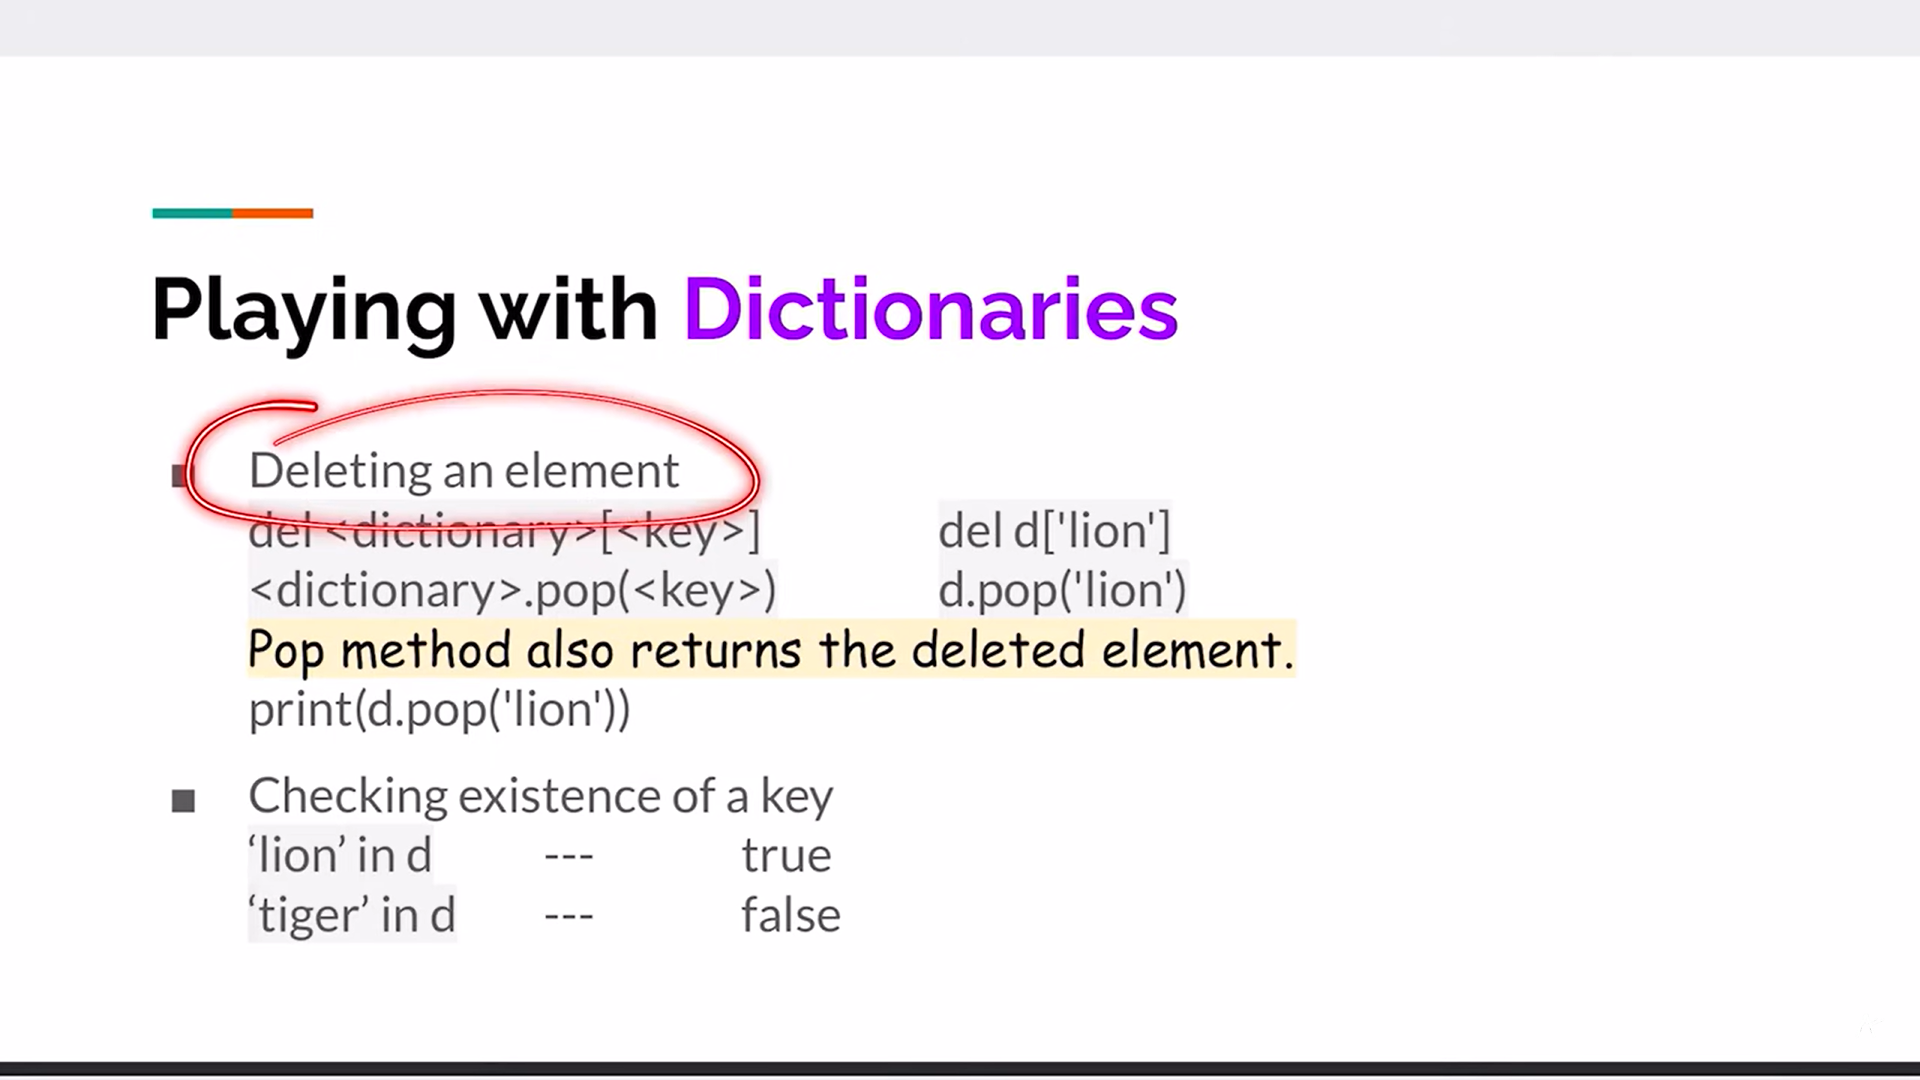 Playing with Dictionaries
■ Deleting an element
del <dictionary>[<key>] del d['lion']
<dictionary>.pop(<key>) d.pop('lion')
Pop method also returns the deleted element.
print(d.pop('lion'))
■ Checking existence of a key
‘lion’ in d --- true
‘tiger’ in d --- false